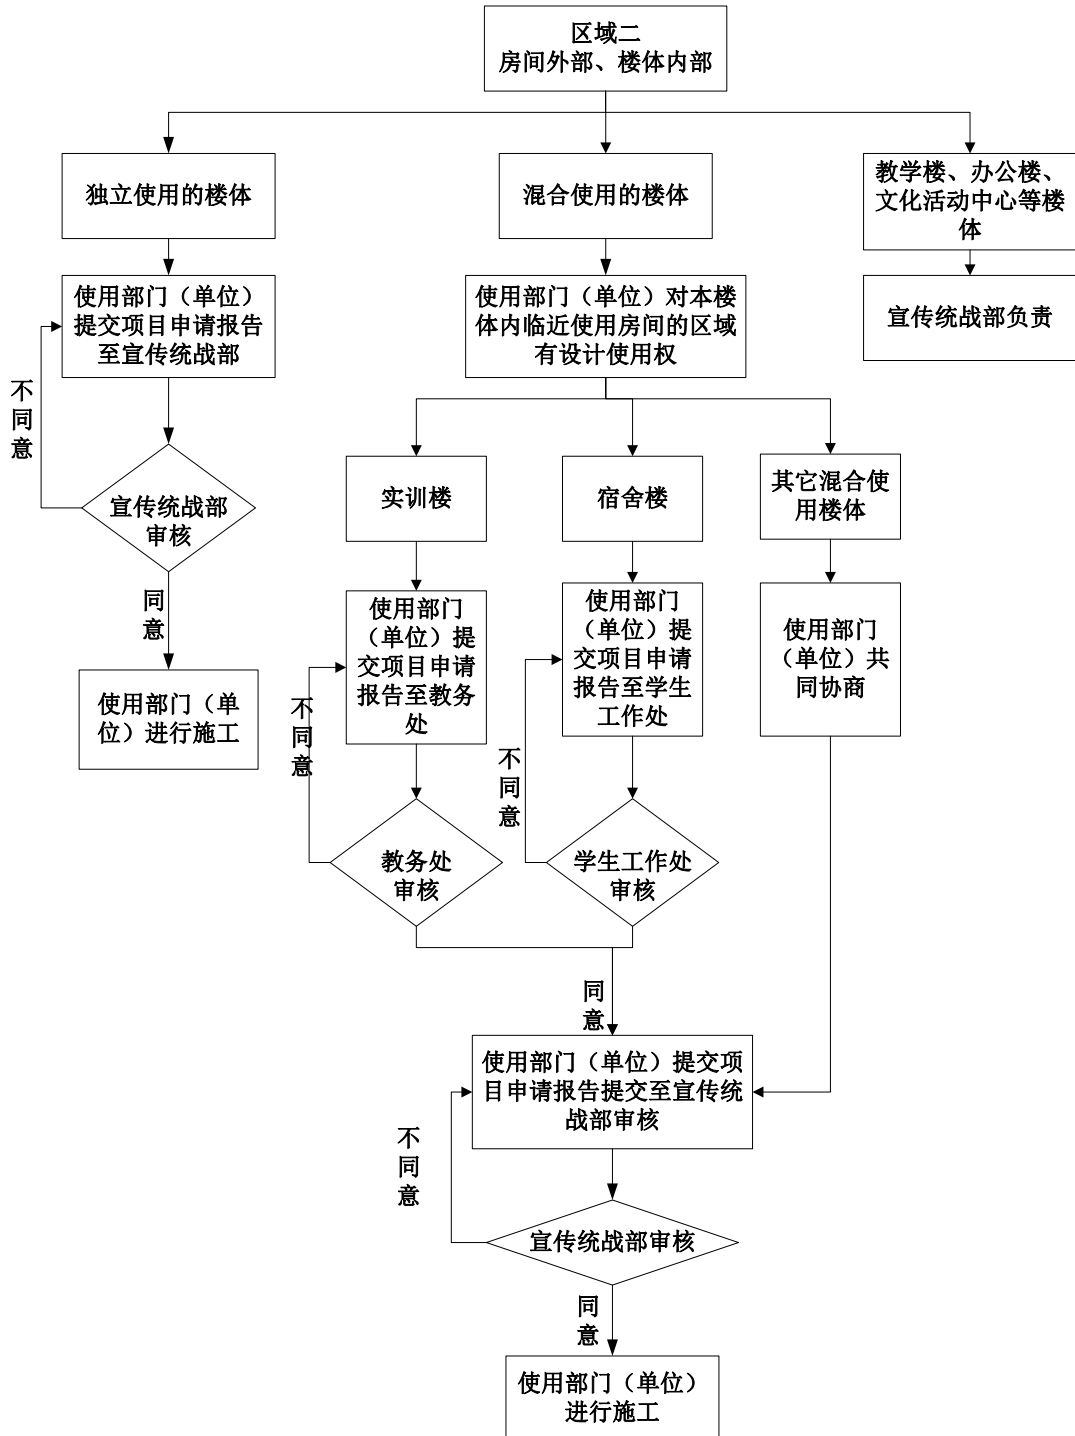 区域二
房间外部、楼体内部
独立使用的楼体
混合使用的楼体
教学楼、办公楼、
文化活动中心等楼
体
使用部门（单位）
提交项目申请报告
至宣传统战部
使用部门（单位）对本楼
体内临近使用房间的区域
有设计使用权
宣传统战部负责
不
同
意
宣传统战部
审核
实训楼
宿舍楼
其它混合使
用楼体
同
意
使用部门（单
位）进行施工
使用部门
（单位）提
交项目申请
报告至教务
处
使用部门
（单位）提
交项目申请
报告至学生
工作处
使用部门
（单位）共
同协商
不
同
意
不
同
意
教务处
审核
学生工作处
审核
同
意
使用部门（单位）提交项
目申请报告提交至宣传统
战部审核
不
同
意
宣传统战部审核
同
意
使用部门（单位）
进行施工